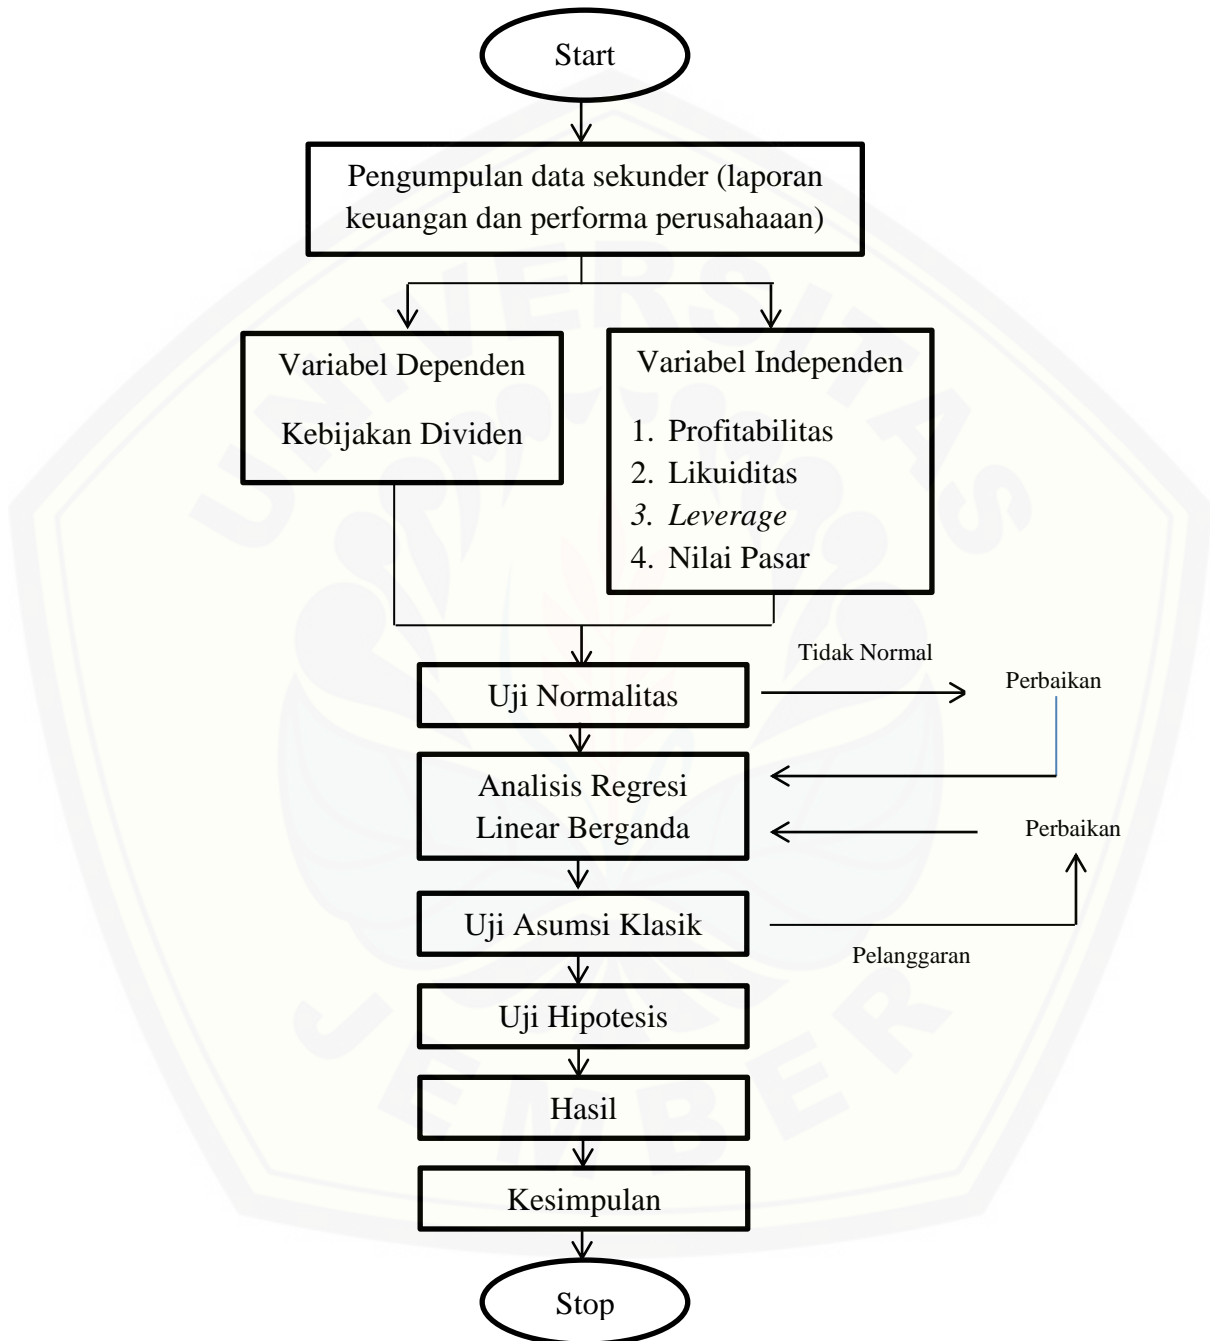 Start
Pengumpulan data sekunder (laporan
keuangan dan performa perusahaaan)
Variabel Dependen
Kebijakan Dividen
Variabel Independen
1. Profitabilitas
2. Likuiditas
3. Leverage
4. Nilai Pasar
Tidak Normal
Uji Normalitas
Perbaikan
Analisis Regresi
Linear Berganda
Perbaikan
Uji Asumsi Klasik
Pelanggaran
Uji Hipotesis
Hasil
Kesimpulan
Stop
UNIVERSITAS
JEMBER